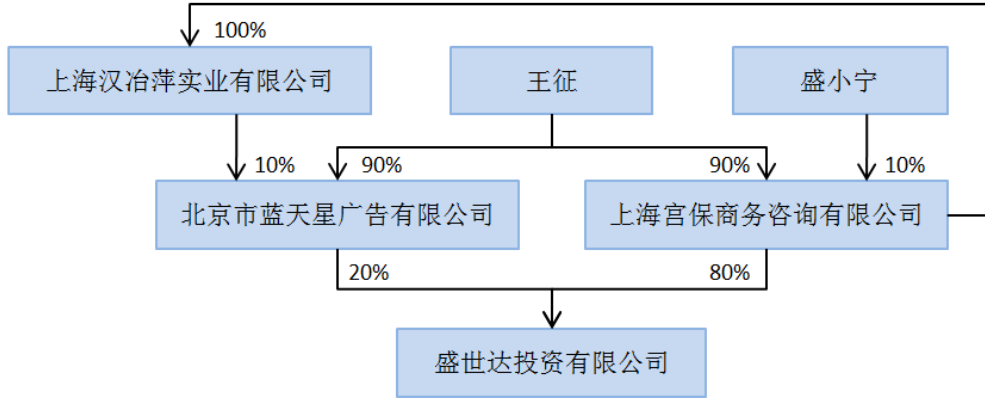 100%
上海汉冶萍实业有限公司
王征
盛小宁
10%
90%
90%
10%
北京市蓝天星广告有限公司
上海宫保商务咨询有限公司
20%
80%
盛世达投资有限公司